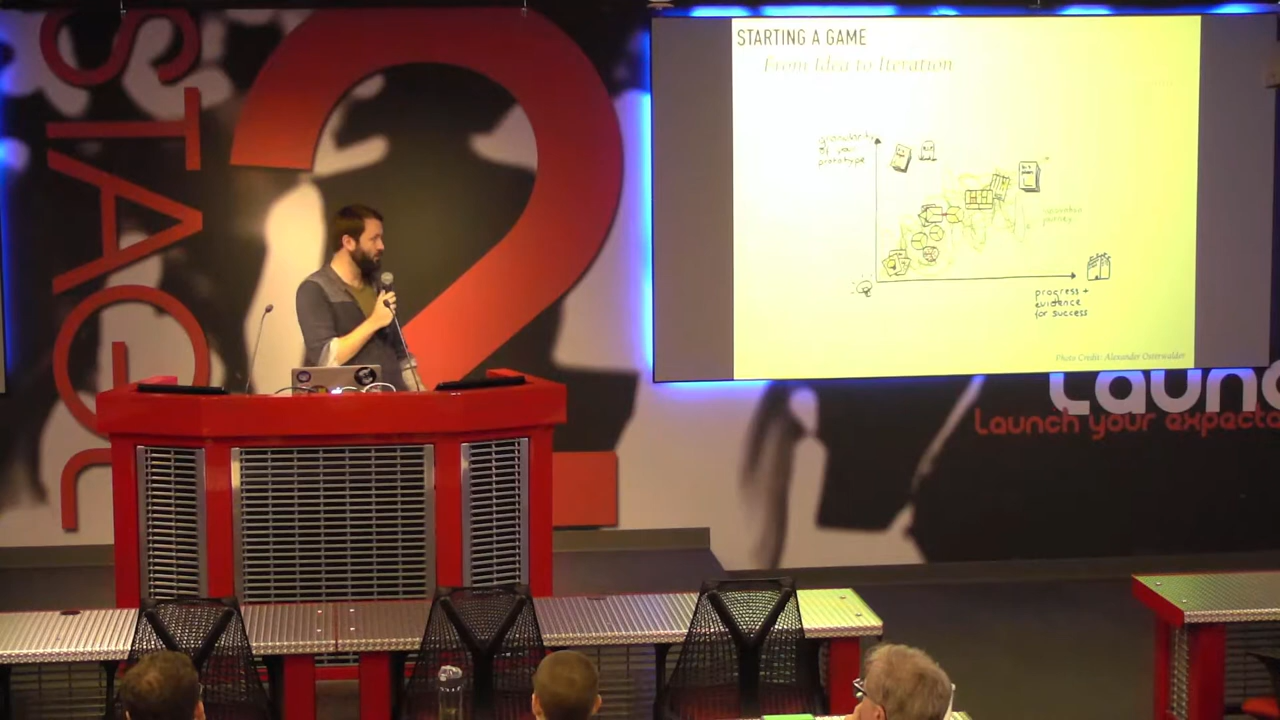 STAGE
2
STARTING A GAME
From Idea to Iteration
granularity
of your
prototype
progress +
evidence
for success
Photo Credit: Alexander Osterwalder
Launc
Launch your expecta